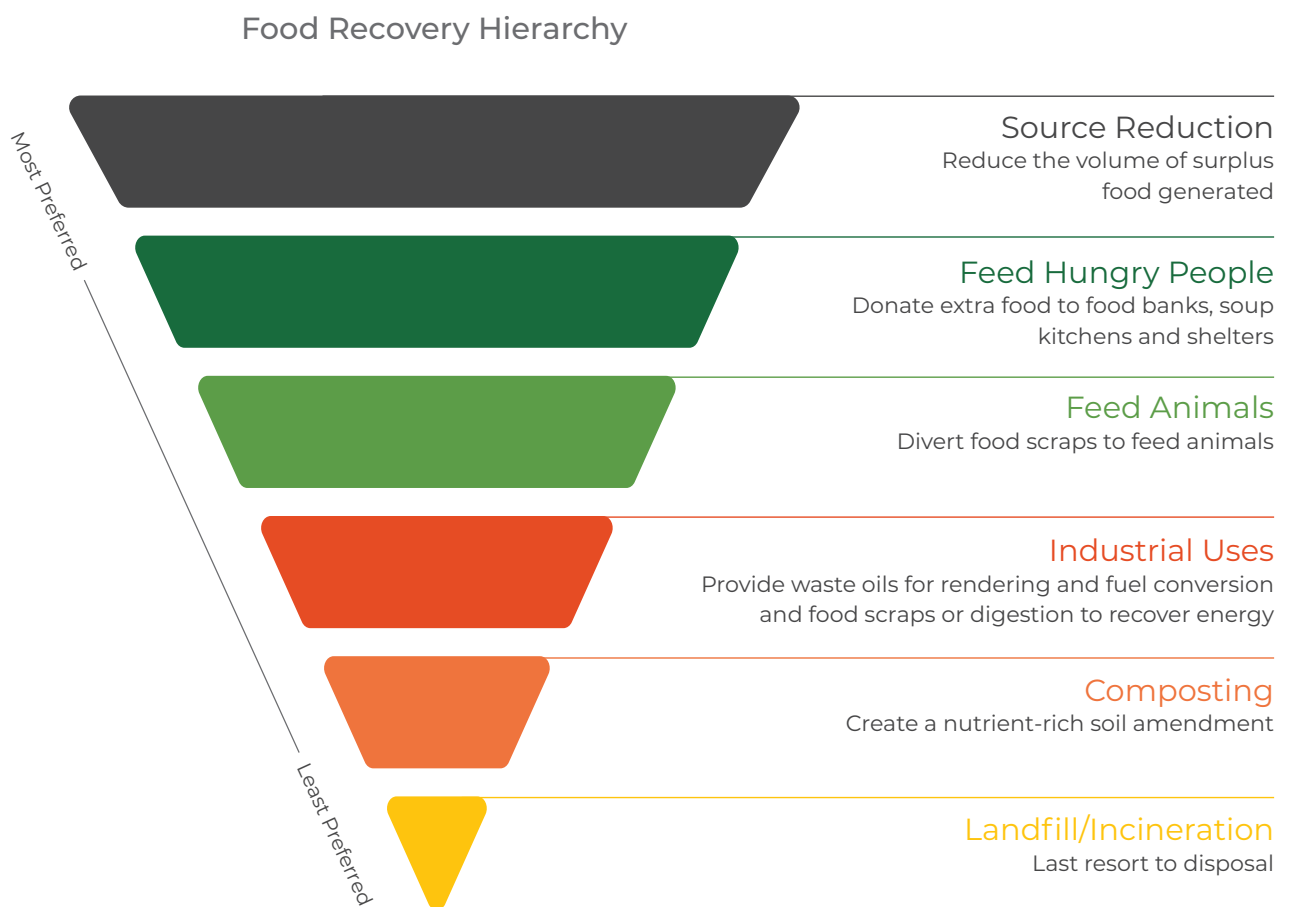 Food Recovery Hierarchy
Most Preferred
Source Reduction
Reduce the volume of surplus
food generated
Feed Hungry People
Donate extra food to food banks, soup
kitchens and shelters
Feed Animals
Divert food scraps to feed animals
Industrial Uses
Provide waste oils for rendering and fuel conversion
and food scraps or digestion to recover energy
Composting
Create a nutrient-rich soil amendment
Least Preferred
Landfill/Incineration
Last resort to disposal